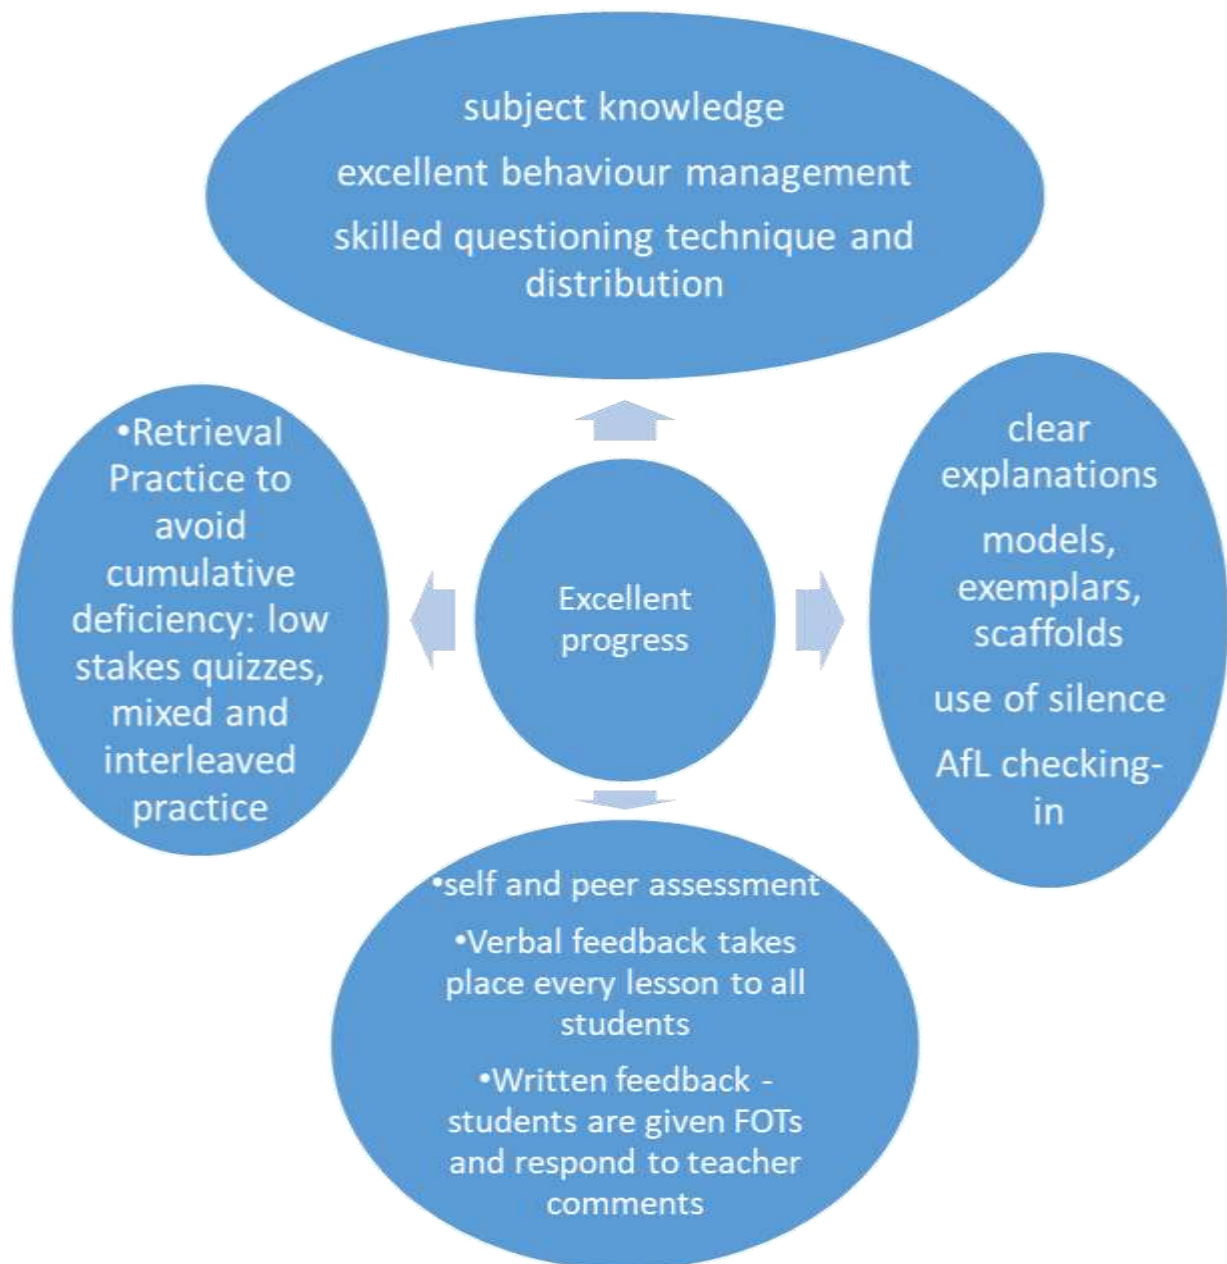 subject knowledge
excellent behaviour management
skilled questioning technique and
distribution
•Retrieval
Practice to
avoid
cumulative
deficiency: low
stakes quizzes,
mixed and
interleaved
practice
Excellent
progress
clear
explanations
models,
exemplars,
scaffolds
use of silence
AfL checking-
in
•self and peer assessment
•Verbal feedback takes
place every lesson to all
students
•Written feedback -
students are given FOTs
and respond to teacher
comments